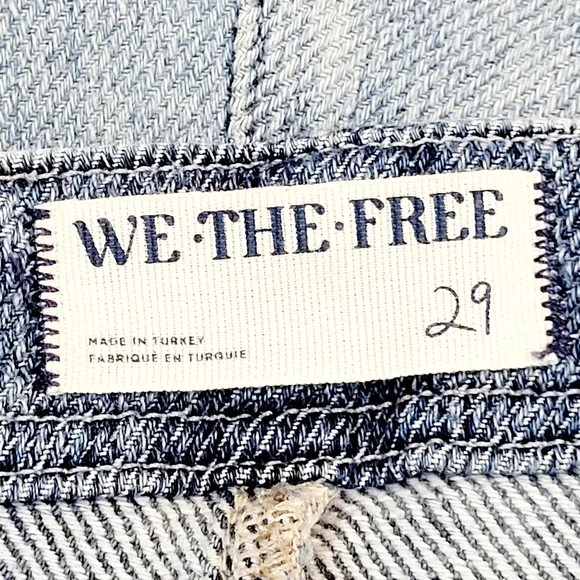 WE·THE·FREE
29
MADE IN TURKEY
FABRIQUE EN TURQUIE